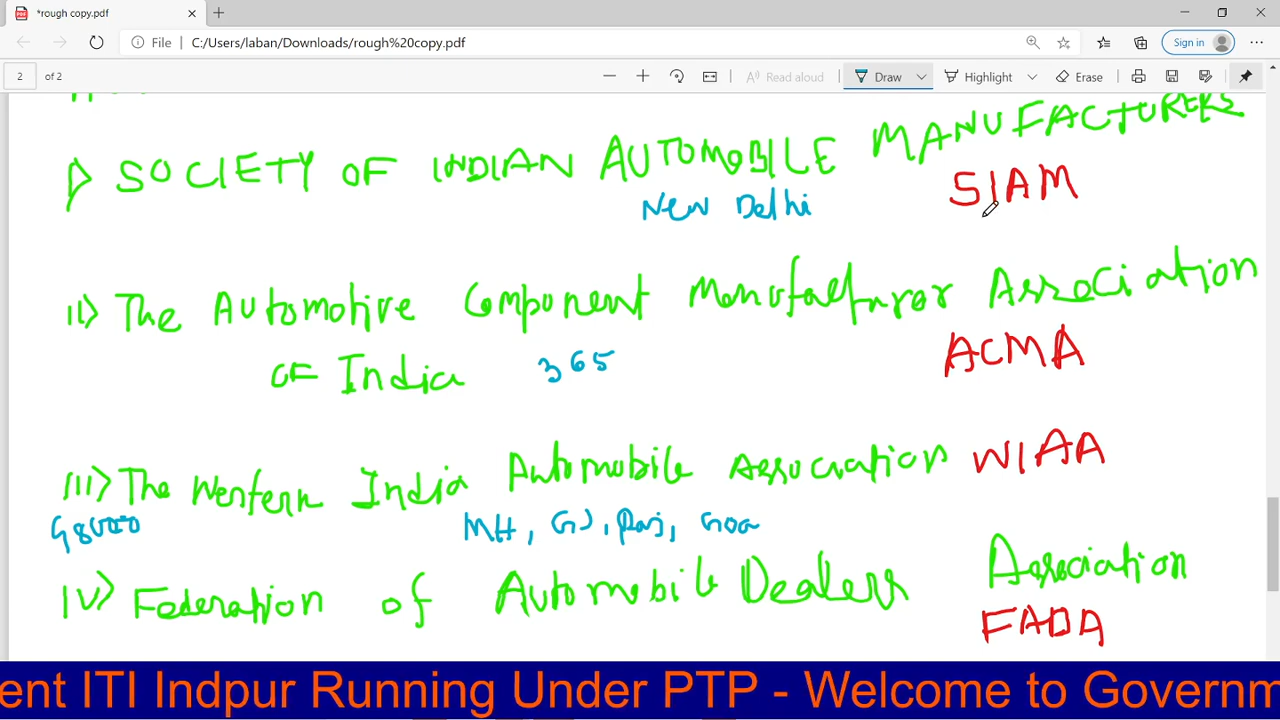 *rough copy.pdf
File C:/Users/laban/Downloads/rough%20copy.pdf Sign in
2 of 2 Read aloud Draw Highlight Erase
I) SOCIETY OF INDIAN AUTOMOBILE MANUFACTURERS
New Delhi SIAM
II) The Automotive Component Manufacturer Association
OF India 365 ACMA
III) The Western India Automobile Association WIAA
98000 MH, GJ, Raj, Goa
IV) Federation of Automobile Dealers Association
FADA
ent ITI Indpur Running Under PTP - Welcome to Governm